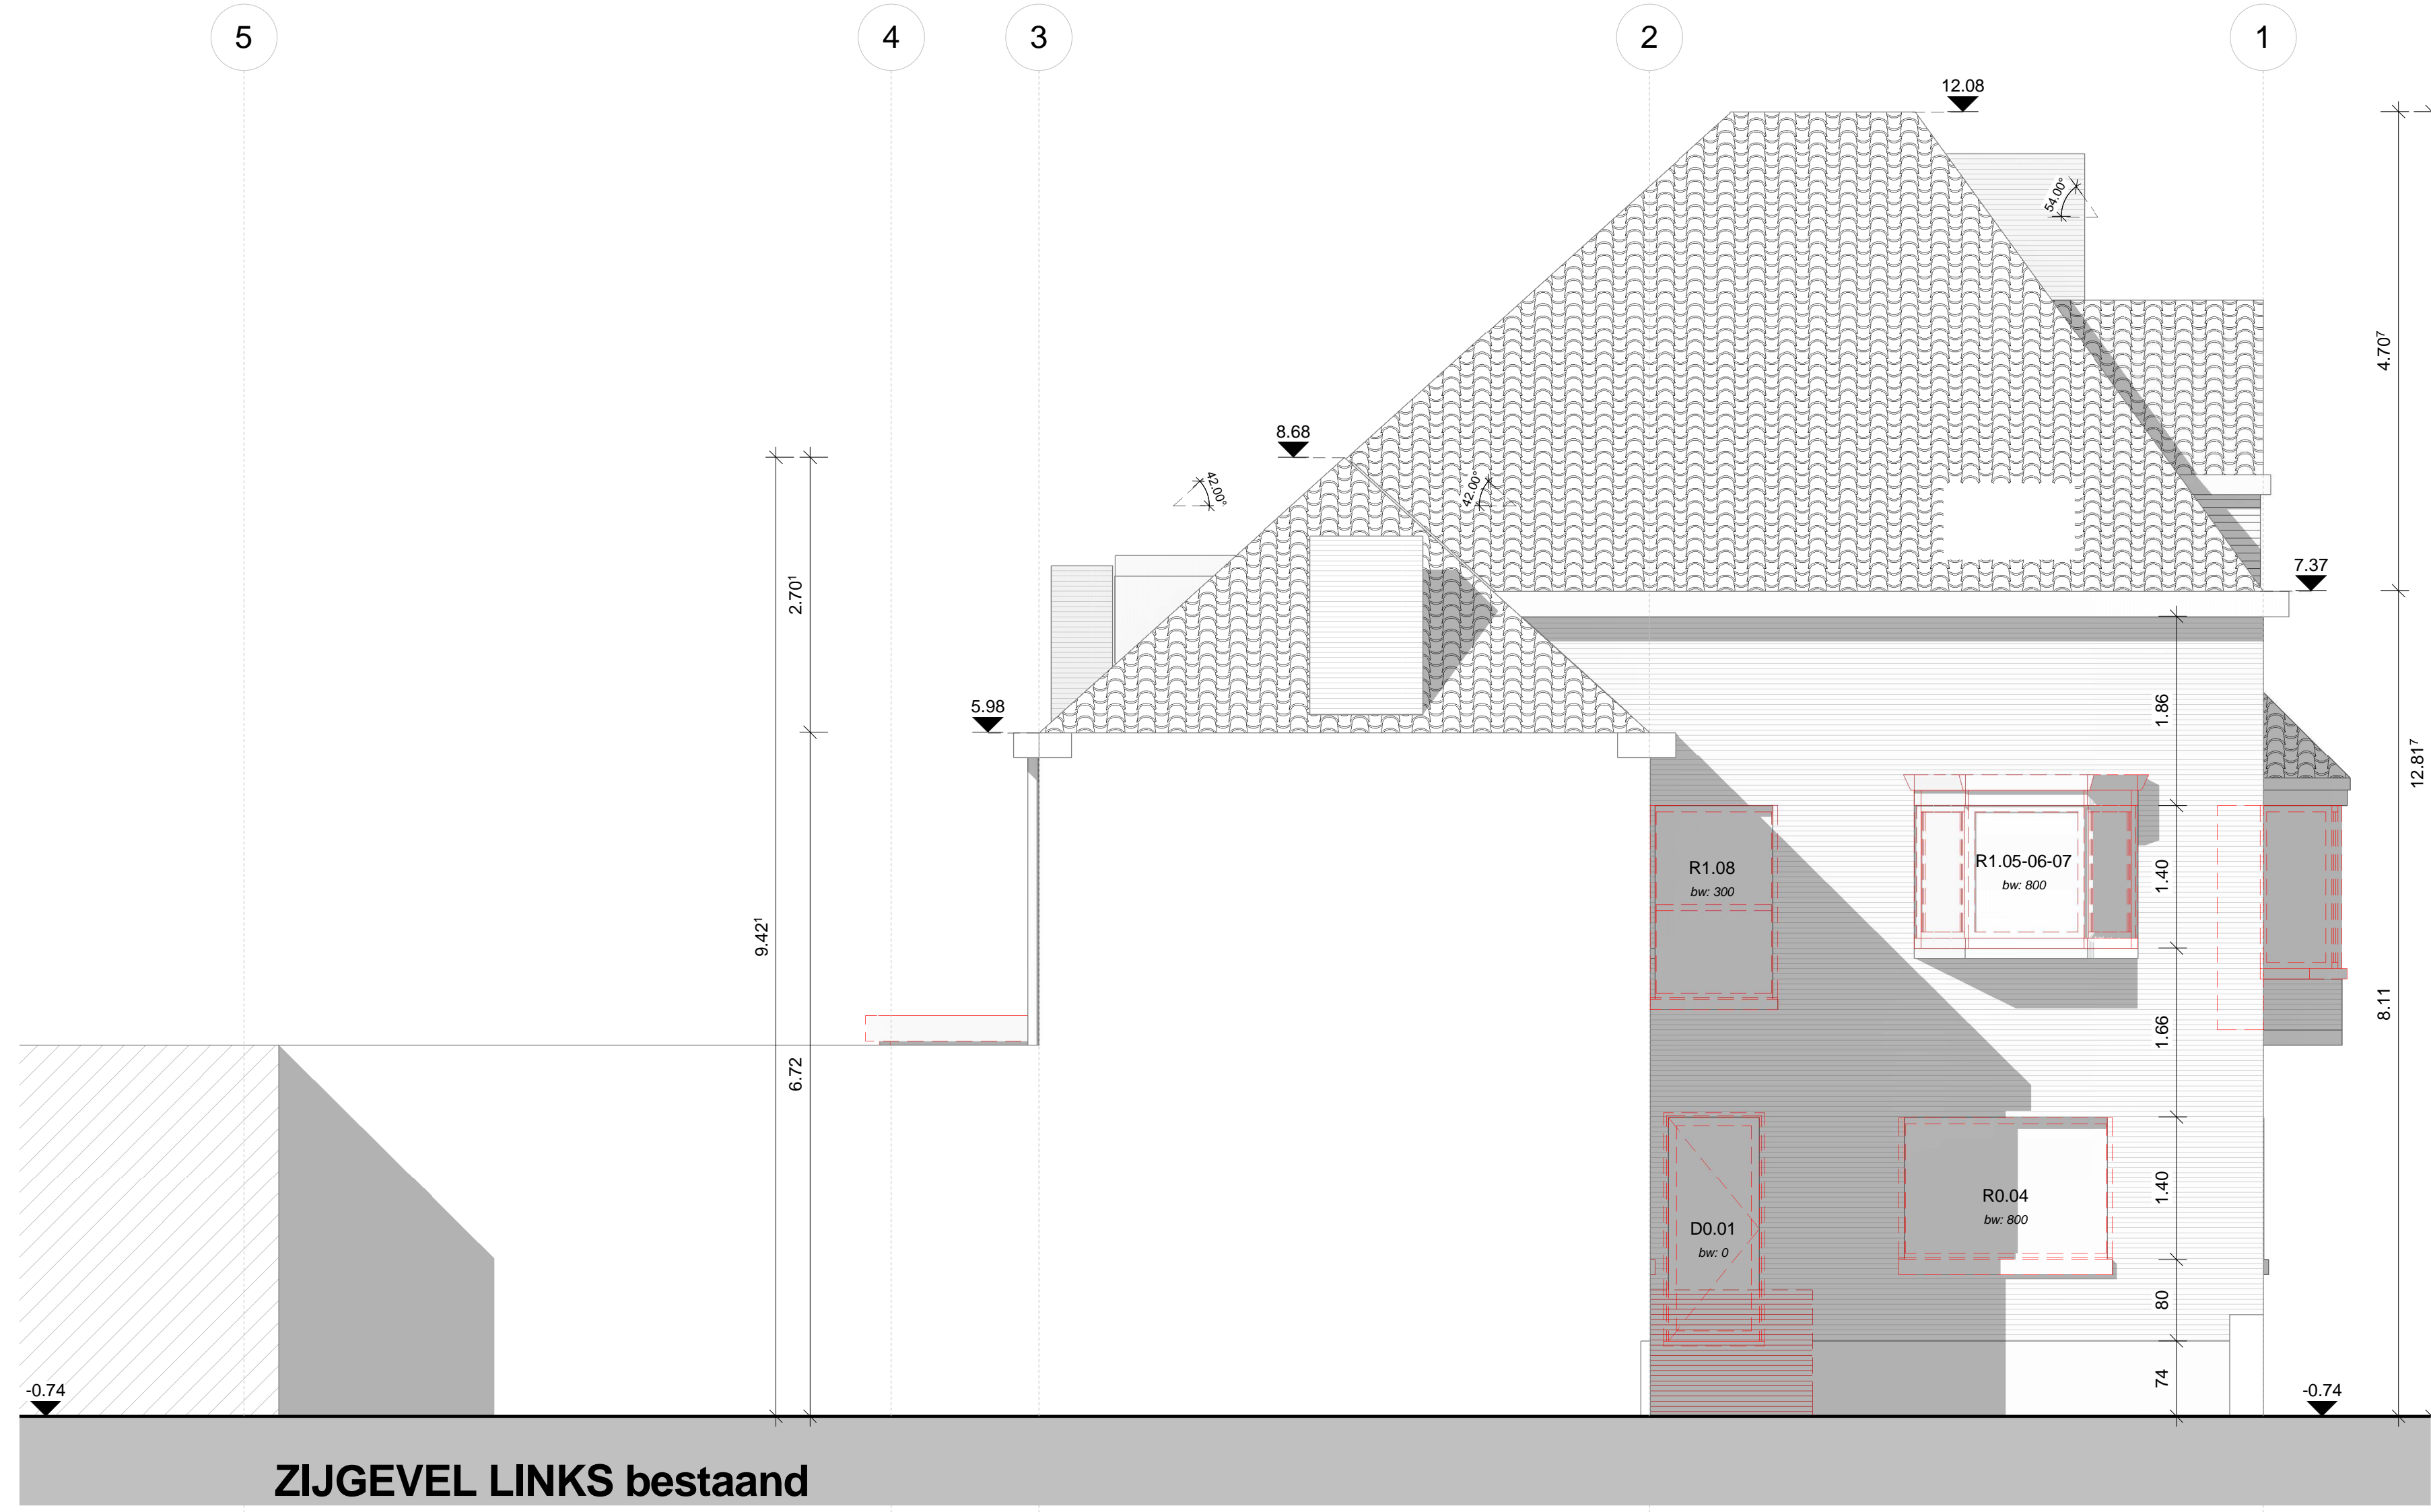 5
4
3
2
1
12.08
54.00°
4.70⁷
8.68
42.00°
42.00°
7.37
2.70¹
5.98
1.86
12.81⁷
R1.08
bw: 300
R1.05-06-07
bw: 800
1.40
9.42¹
8.11
1.66
6.72
D0.01
bw: 0
R0.04
bw: 800
1.40
80
74
-0.74
-0.74
ZIJGEVEL LINKS bestaand